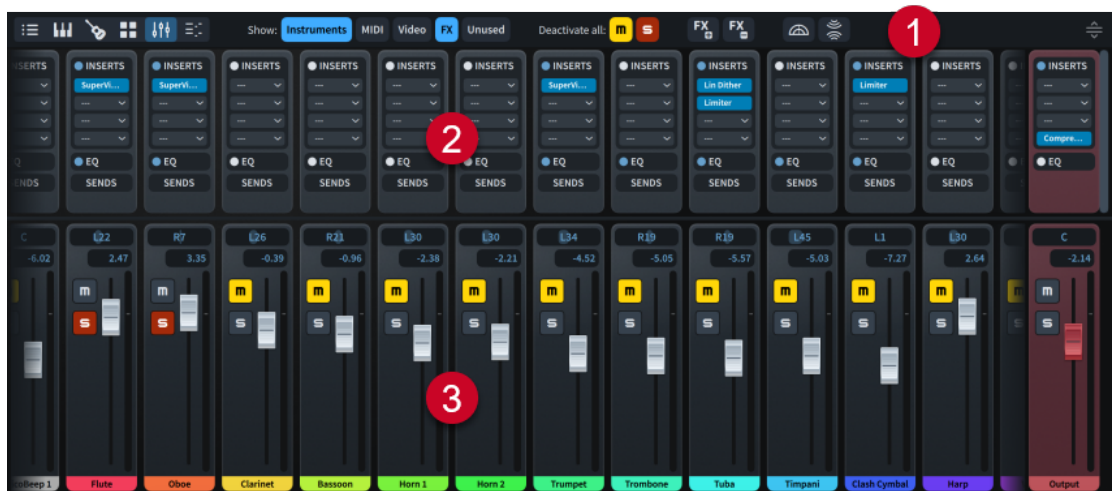 Show: Instruments MIDI Video FX Unused Deactivate all: m s FX FX 1
INSERTS INSERTS INSERTS INSERTS INSERTS INSERTS INSERTS INSERTS INSERTS INSERTS INSERTS INSERTS INSERTS
SuperVi... SuperVi... --- --- --- --- SuperVi... --- Lin Dither --- Limiter --- ---
--- --- --- --- --- --- --- --- Limiter --- --- --- ---
--- --- --- --- --- --- --- --- --- --- --- --- ---
--- --- --- --- --- --- --- --- --- --- --- --- Compre...
2
EQ EQ EQ EQ EQ EQ EQ EQ EQ EQ EQ EQ EQ
SENDS SENDS SENDS SENDS SENDS SENDS SENDS SENDS SENDS SENDS SENDS SENDS
C L22 R7 L26 R21 L30 L30 L34 R19 R19 L45 L1 L30 C
-6.02 2.47 3.35 -0.39 -0.96 -2.38 -2.21 -4.52 -5.05 -5.57 -5.03 -7.27 2.64 -2.14
m m m m m m m m m m m m m m
s s s s s s s s s s s s s s
3
Flute Oboe Clarinet Bassoon Horn 1 Horn 2 Trumpet Trombone Tuba Timpani Clash Cymbal Harp Output